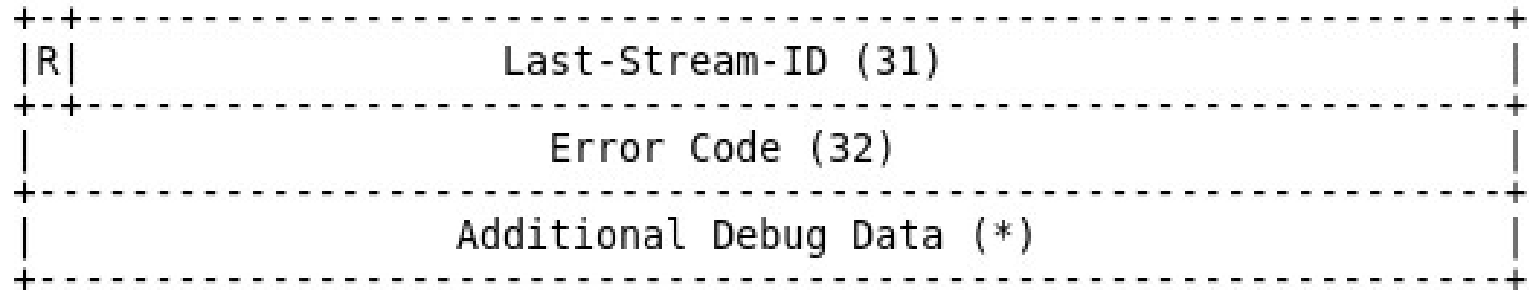 +-+-------------------------------------------------------------+
|R|                  Last-Stream-ID (31)                        |
+-+-------------------------------------------------------------+
|                      Error Code (32)                          |
+---------------------------------------------------------------+
|                  Additional Debug Data (*)                    |
+---------------------------------------------------------------+